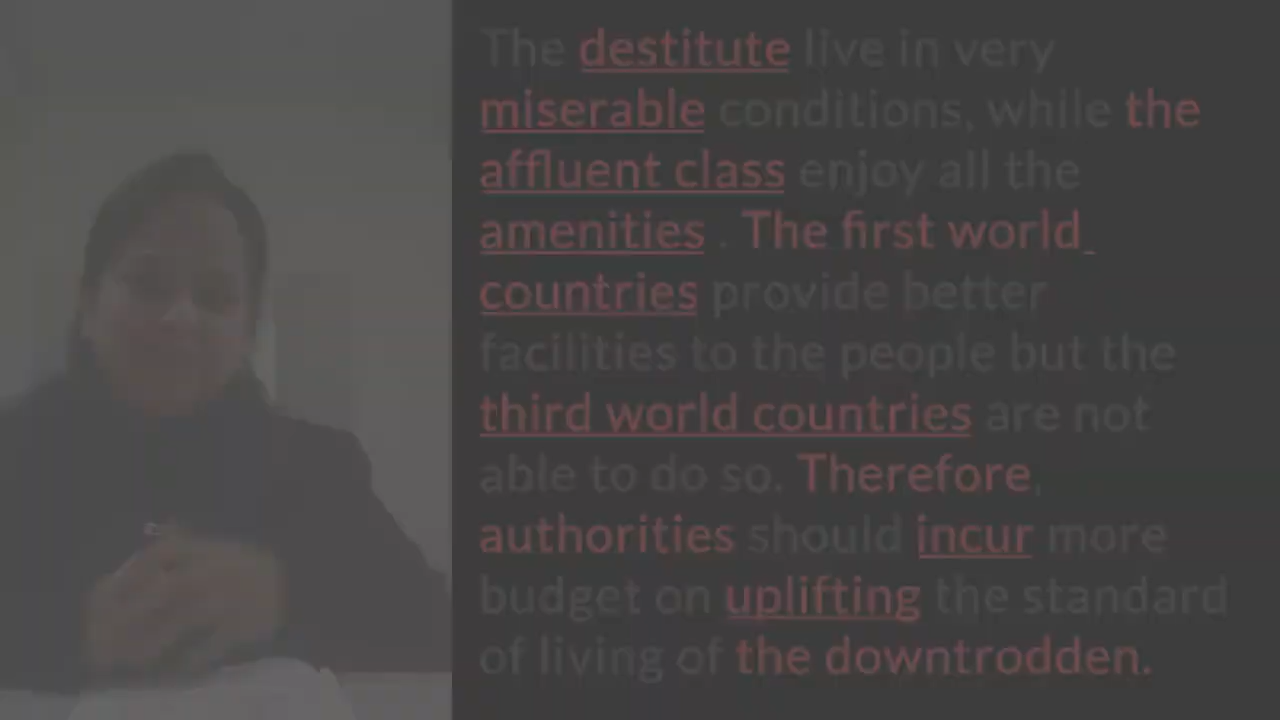 The destitute live in very
miserable conditions, while the
affluent class enjoy all the
amenities . The first world
countries provide better
facilities to the people but the
third world countries are not
able to do so. Therefore,
authorities should incur more
budget on uplifting the standard
of living of the downtrodden.